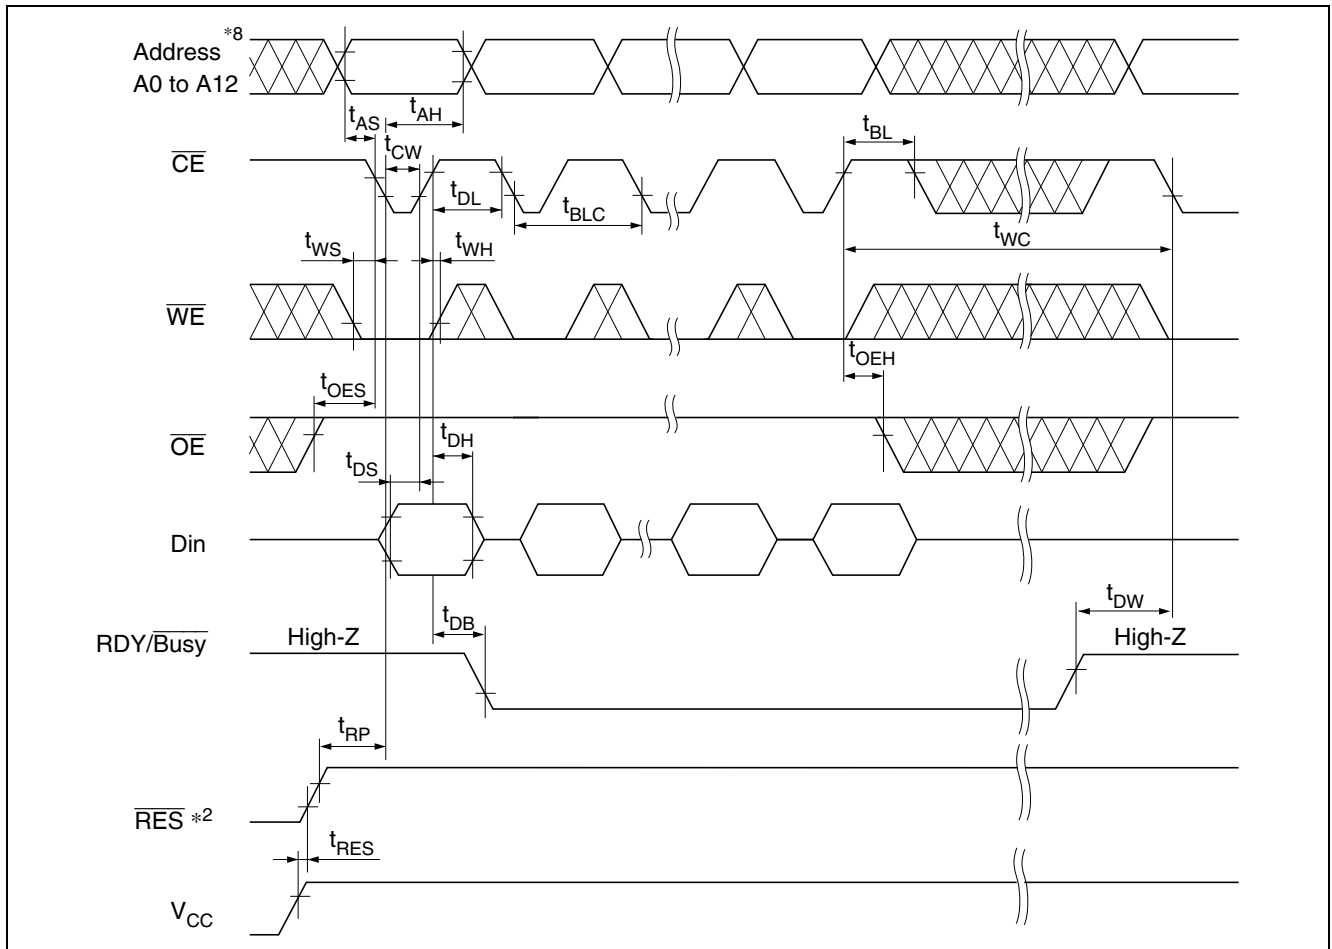 Address *8
A0 to A12
tAS
tAH
tCW
tBL
CE
tDL
tBLC
tWC
tWS
tWH
WE
tOEH
tOES
OE
tDH
tDS
Din
tDB
tDW
RDY/Busy
High-Z
High-Z
tRP
RES *2
tRES
VCC